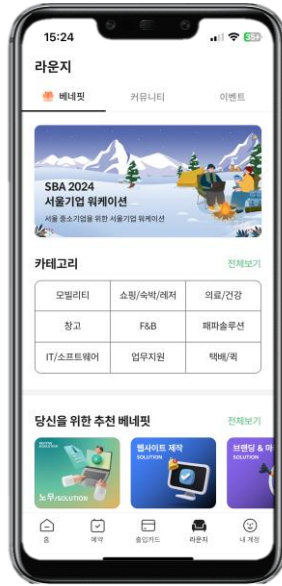 15:24
35+
라운지
베네핏 커뮤니티 이벤트
SBA 2024
서울기업 워케이션
서울 중소기업을 위한 서울기업 워케이션
카테고리 전체보기
모빌리티 쇼핑/숙박/레저 의료/건강
창고 F&B 패파솔루션
IT/소프트웨어 업무지원 택배/퀵
당신을 위한 추천 베네핏 전체보기
노무/SOLUTION
웹사이트 제작
SOLUTION
브랜딩 & 마
SOLUTION
홈 예약 출입카드 라운지 내 계정